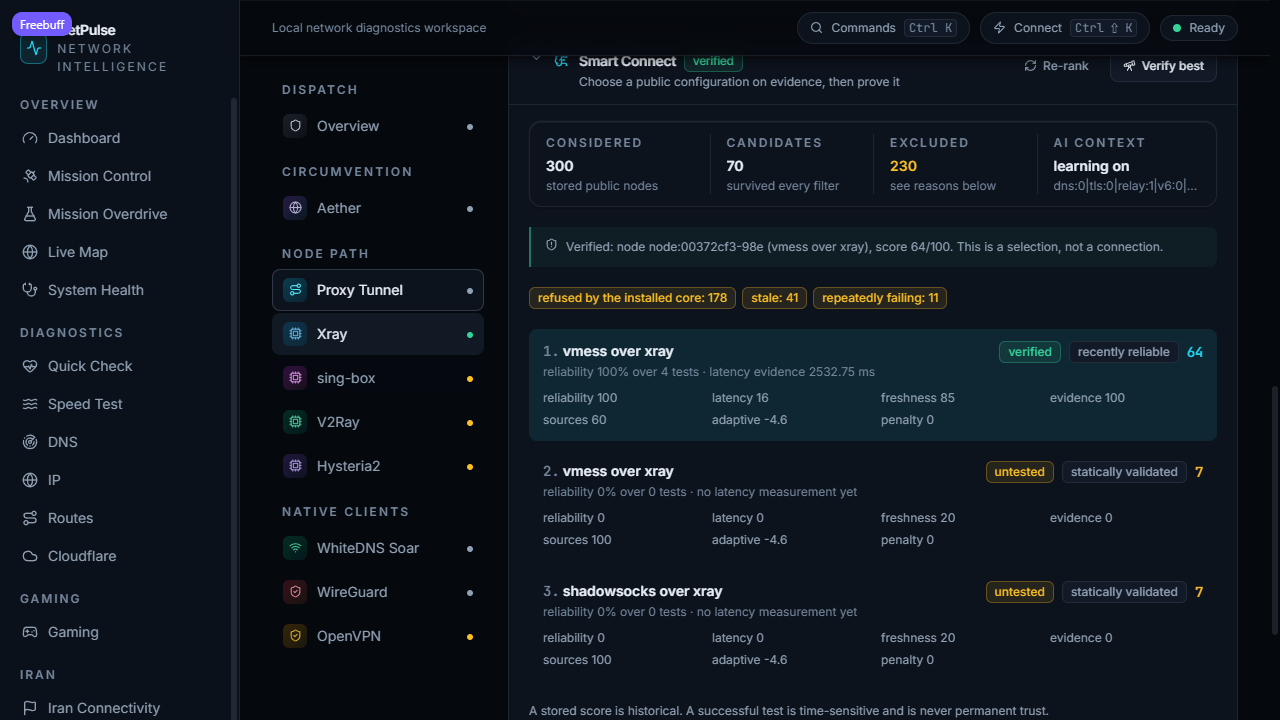 Freebuff
etPulse
NETWORK
INTELLIGENCE
OVERVIEW
Dashboard
Mission Control
Mission Overdrive
Live Map
System Health
DIAGNOSTICS
Quick Check
Speed Test
DNS
IP
Routes
Cloudflare
GAMING
Gaming
IRAN
Iran Connectivity
Local network diagnostics workspace
Commands Ctrl K
Connect Ctrl ⇧ K
Ready
DISPATCH
Overview
CIRCUMVENTION
Aether
NODE PATH
Proxy Tunnel
Xray
sing-box
V2Ray
Hysteria2
NATIVE CLIENTS
WhiteDNS Soar
WireGuard
OpenVPN
Smart Connect verified
Choose a public configuration on evidence, then prove it
Re-rank
Verify best
CONSIDERED
300
stored public nodes
CANDIDATES
70
survived every filter
EXCLUDED
230
see reasons below
AI CONTEXT
learning on
dns:0|tls:0|relay:1|v6:0|...
Verified: node node:00372cf3-98e (vmess over xray), score 64/100. This is a selection, not a connection.
refused by the installed core: 178 stale: 41 repeatedly failing: 11
1. vmess over xray verified recently reliable 64
reliability 100% over 4 tests · latency evidence 2532.75 ms
reliability 100 latency 16 freshness 85 evidence 100
sources 60 adaptive -4.6 penalty 0
2. vmess over xray untested statically validated 7
reliability 0% over 0 tests · no latency measurement yet
reliability 0 latency 0 freshness 20 evidence 0
sources 100 adaptive -4.6 penalty 0
3. shadowsocks over xray untested statically validated 7
reliability 0% over 0 tests · no latency measurement yet
reliability 0 latency 0 freshness 20 evidence 0
sources 100 adaptive -4.6 penalty 0
A stored score is historical. A successful test is time-sensitive and is never permanent trust.